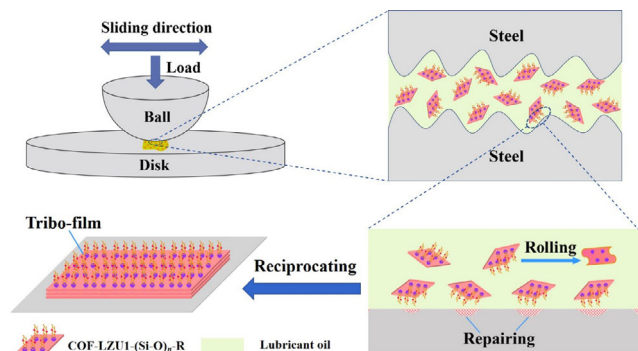 Sliding direction
Load
Ball
Disk
Steel
Steel
Tribo-film
Reciprocating
Rolling
Repairing
COF-LZU1-(Si-O)n-R
Lubricant oil